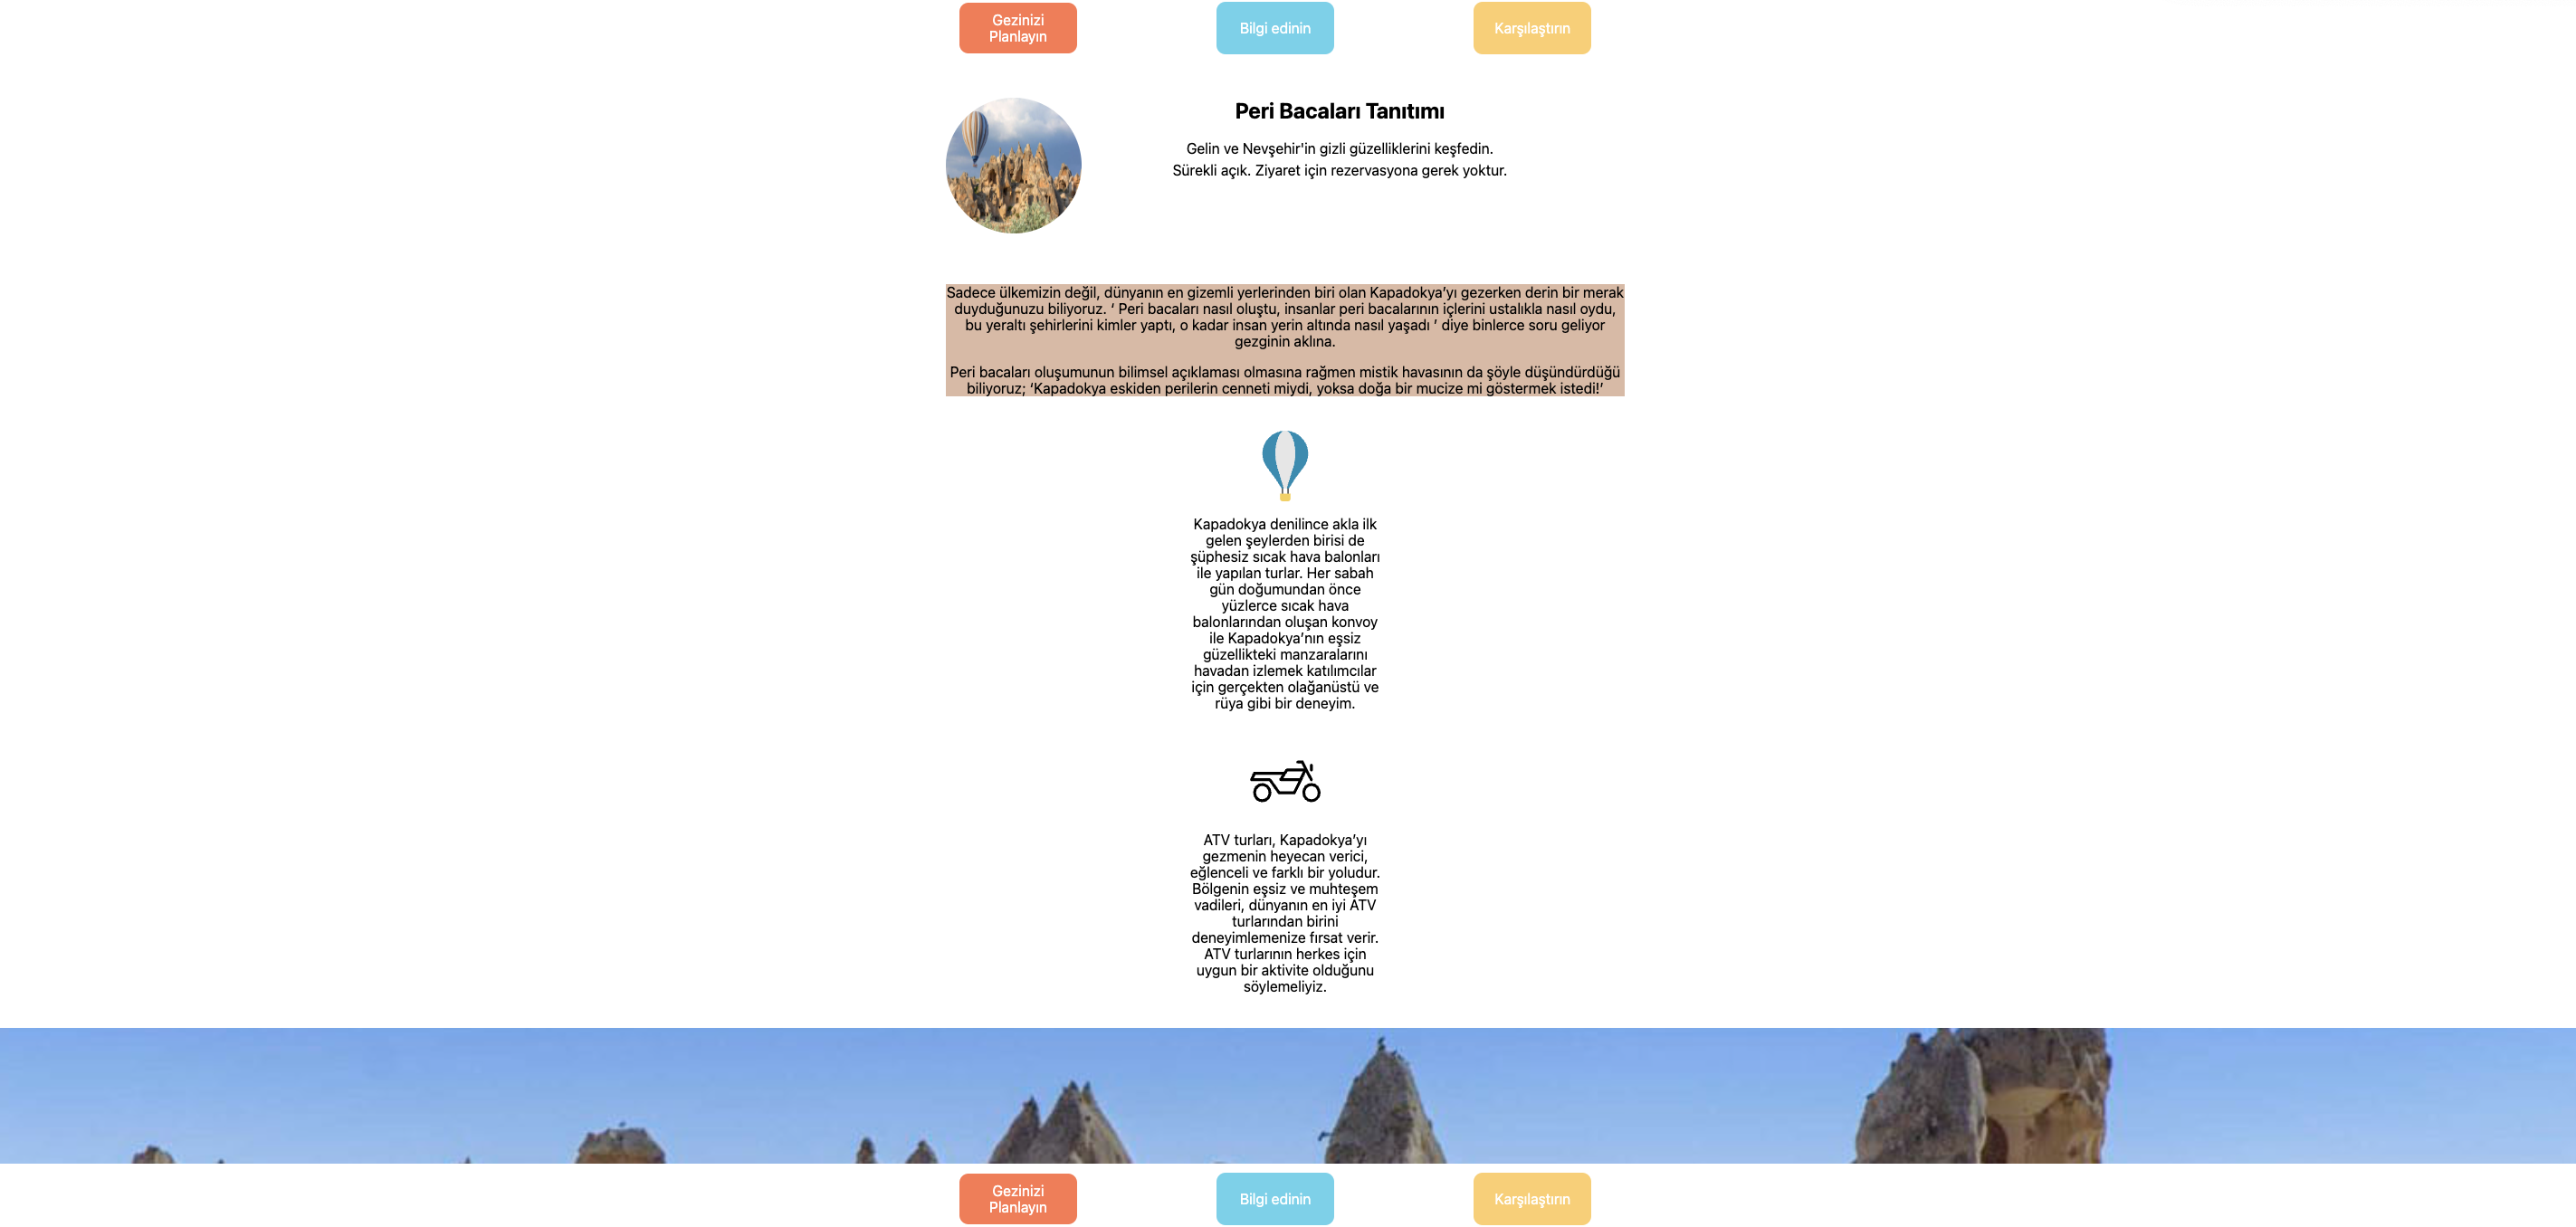 Gezinizi
Planlayın
Bilgi edinin
Karşılaştırın
Peri Bacaları Tanıtımı
Gelin ve Nevşehir'in gizli güzelliklerini keşfedin.
Sürekli açık. Ziyaret için rezervasyona gerek yoktur.
Sadece ülkemizin değil, dünyanın en gizemli yerlerinden biri olan Kapadokya’yı gezerken derin bir merak
duyduğunuzu biliyoruz. ‘ Peri bacaları nasıl oluştu, insanlar peri bacalarının içlerini ustalıkla nasıl oydu,
bu yeraltı şehirlerini kimler yaptı, o kadar insan yerin altında nasıl yaşadı ’ diye binlerce soru geliyor
gezginin aklına.
Peri bacaları oluşumunun bilimsel açıklaması olmasına rağmen mistik havasının da şöyle düşündürdüğü
biliyoruz; ‘Kapadokya eskiden perilerin cenneti miydi, yoksa doğa bir mucize mi göstermek istedi!’
Kapadokya denilince akla ilk
gelen şeylerden birisi de
şüphesiz sıcak hava balonları
ile yapılan turlar. Her sabah
gün doğumundan önce
yüzlerce sıcak hava
balonlarından oluşan konvoy
ile Kapadokya’nın eşsiz
güzellikteki manzaralarını
havadan izlemek katılımcılar
için gerçekten olağanüstü ve
rüya gibi bir deneyim.
ATV turları, Kapadokya’yı
gezmenin heyecan verici,
eğlenceli ve farklı bir yoludur.
Bölgenin eşsiz ve muhteşem
vadileri, dünyanın en iyi ATV
turlarından birini
deneyimlemenize fırsat verir.
ATV turlarının herkes için
uygun bir aktivite olduğunu
söylemeliyiz.
Gezinizi
Planlayın
Bilgi edinin
Karşılaştırın